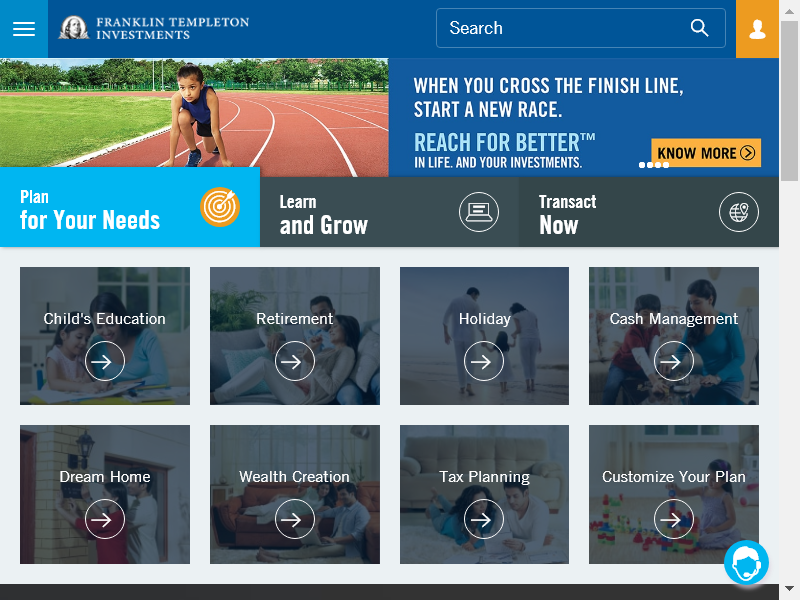 FRANKLIN TEMPLETON
INVESTMENTS
Search
WHEN YOU CROSS THE FINISH LINE,
START A NEW RACE.
REACH FOR BETTER™
IN LIFE. AND YOUR INVESTMENTS.
KNOW MORE
Plan
for Your Needs
Learn
and Grow
Transact
Now
Child's Education
Retirement
Holiday
Cash Management
Dream Home
Wealth Creation
Tax Planning
Customize Your Plan